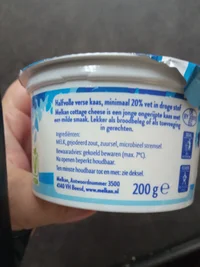 Halfvolle verse kaas, minimaal 20% vet in droge stof
Melkan cottage cheese is een jonge ongerijpte kaas met
een milde smaak. Lekker als broodbeleg of als toevoeging
in gerechten.
Ingrediënten:
MELK, gejodeerd zout, zuursel, microbieel stremsel.
Bewaaradvies: gekoeld bewaren (max. 7°C).
Na openen beperkt houdbaar.
Ten minste houdbaar tot en met: zie deksel.
Melkan, Antwoordnummer 3500
4140 VH Beesd, www.melkan.nl
200 g e